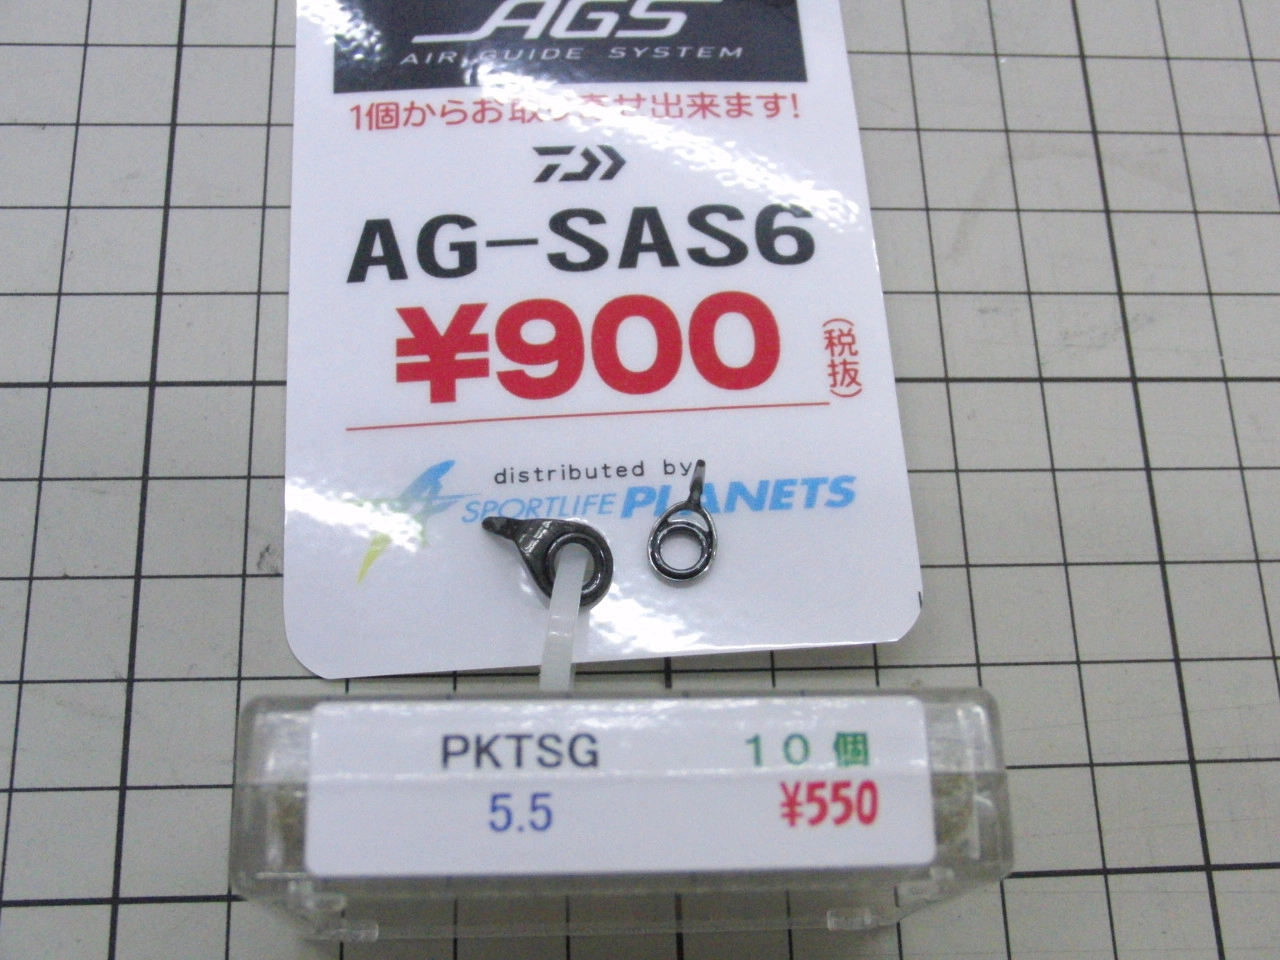 AGS
AIR GUIDE SYSTEM
1個からお取り寄せ出来ます!
AG-SAS6
¥900
(税抜)
distributed by
SPORTLIFE PLANETS
PKTSG
10個
5.5
¥550